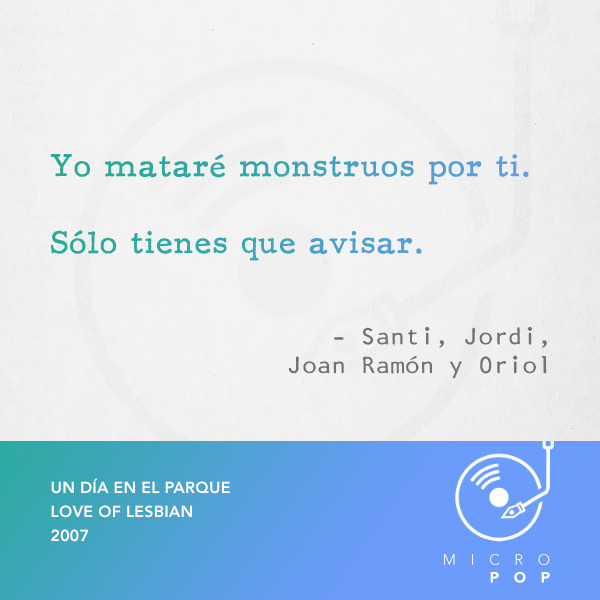 Yo mataré monstruos por ti.
Sólo tienes que avisar.
– Santi, Jordi,
Joan Ramón y Oriol
UN DÍA EN EL PARQUE
LOVE OF LESBIAN
2007
MICRO
POP